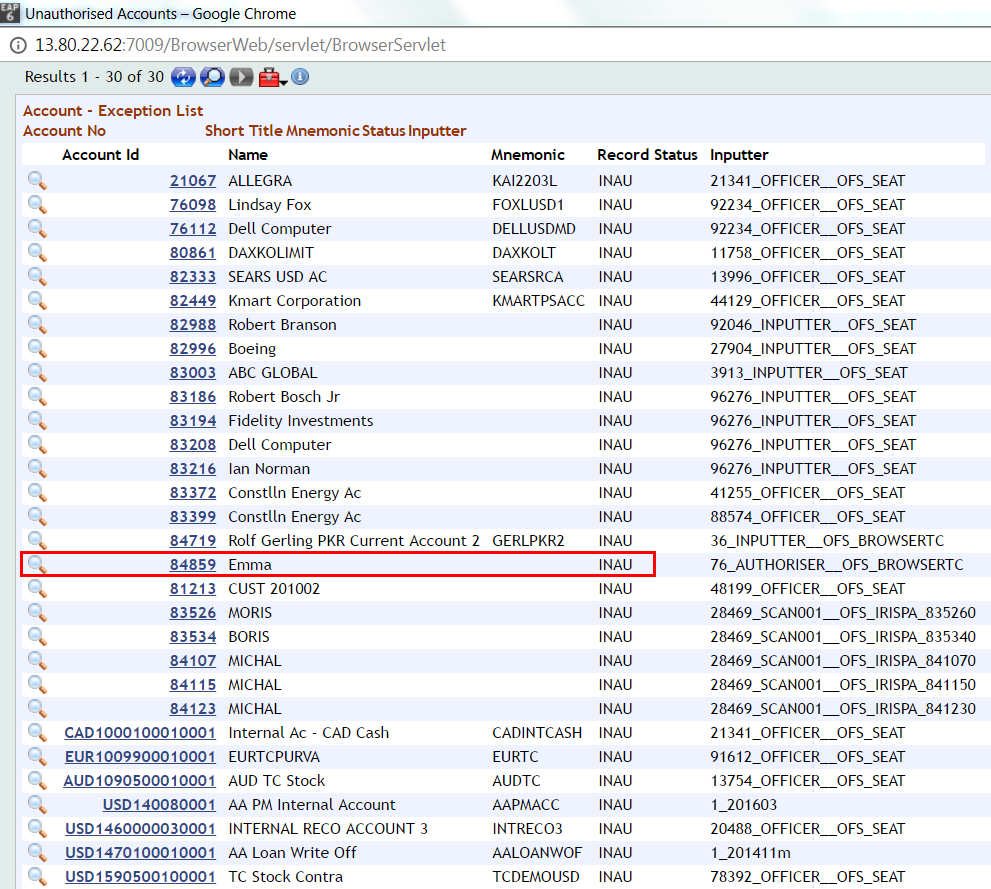 EAP 6 Unauthorised Accounts – Google Chrome
13.80.22.62:7009/BrowserWeb/servlet/BrowserServlet
Results 1 - 30 of 30
Account - Exception List
Account No Short Title Mnemonic Status Inputter
Account Id Name Mnemonic Record Status Inputter
21067 ALLEGRA KAI2203L INAU 21341_OFFICER__OFS_SEAT
76098 Lindsay Fox FOXLUSD1 INAU 92234_OFFICER__OFS_SEAT
76112 Dell Computer DELLUSDMD INAU 92234_OFFICER__OFS_SEAT
80861 DAXKOLIMIT DAXKOLT INAU 11758_OFFICER__OFS_SEAT
82333 SEARS USD AC SEARSRCA INAU 13996_OFFICER__OFS_SEAT
82449 Kmart Corporation KMARTPSACC INAU 44129_OFFICER__OFS_SEAT
82988 Robert Branson INAU 92046_INPUTTER__OFS_SEAT
82996 Boeing INAU 27904_INPUTTER__OFS_SEAT
83003 ABC GLOBAL INAU 3913_INPUTTER__OFS_SEAT
83186 Robert Bosch Jr INAU 96276_INPUTTER__OFS_SEAT
83194 Fidelity Investments INAU 96276_INPUTTER__OFS_SEAT
83208 Dell Computer INAU 96276_INPUTTER__OFS_SEAT
83216 Ian Norman INAU 96276_INPUTTER__OFS_SEAT
83372 Constlln Energy Ac INAU 41255_OFFICER__OFS_SEAT
83399 Constlln Energy Ac INAU 88574_OFFICER__OFS_SEAT
84719 Rolf Gerling PKR Current Account 2 GERLPKR2 INAU 36_INPUTTER__OFS_BROWSERTC
84859 Emma INAU 76_AUTHORISER__OFS_BROWSERTC
81213 CUST 201002 INAU 48199_OFFICER__OFS_SEAT
83526 MORIS INAU 28469_SCAN001__OFS_IRISPA_835260
83534 BORIS INAU 28469_SCAN001__OFS_IRISPA_835340
84107 MICHAL INAU 28469_SCAN001__OFS_IRISPA_841070
84115 MICHAL INAU 28469_SCAN001__OFS_IRISPA_841150
84123 MICHAL INAU 28469_SCAN001__OFS_IRISPA_841230
CAD1000100010001 Internal Ac - CAD Cash CADINTCASH INAU 21341_OFFICER__OFS_SEAT
EUR1009900010001 EURTCPURVA EURTC INAU 91612_OFFICER__OFS_SEAT
AUD1090500010001 AUD TC Stock AUDTC INAU 13754_OFFICER__OFS_SEAT
USD140080001 AA PM Internal Account AAPMACC INAU 1_201603
USD1460000030001 INTERNAL RECO ACCOUNT 3 INTRECO3 INAU 20488_OFFICER__OFS_SEAT
USD1470100010001 AA Loan Write Off AALOANWOF INAU 1_201411m
USD1590500100001 TC Stock Contra TCDEMOUSD INAU 78392_OFFICER__OFS_SEAT